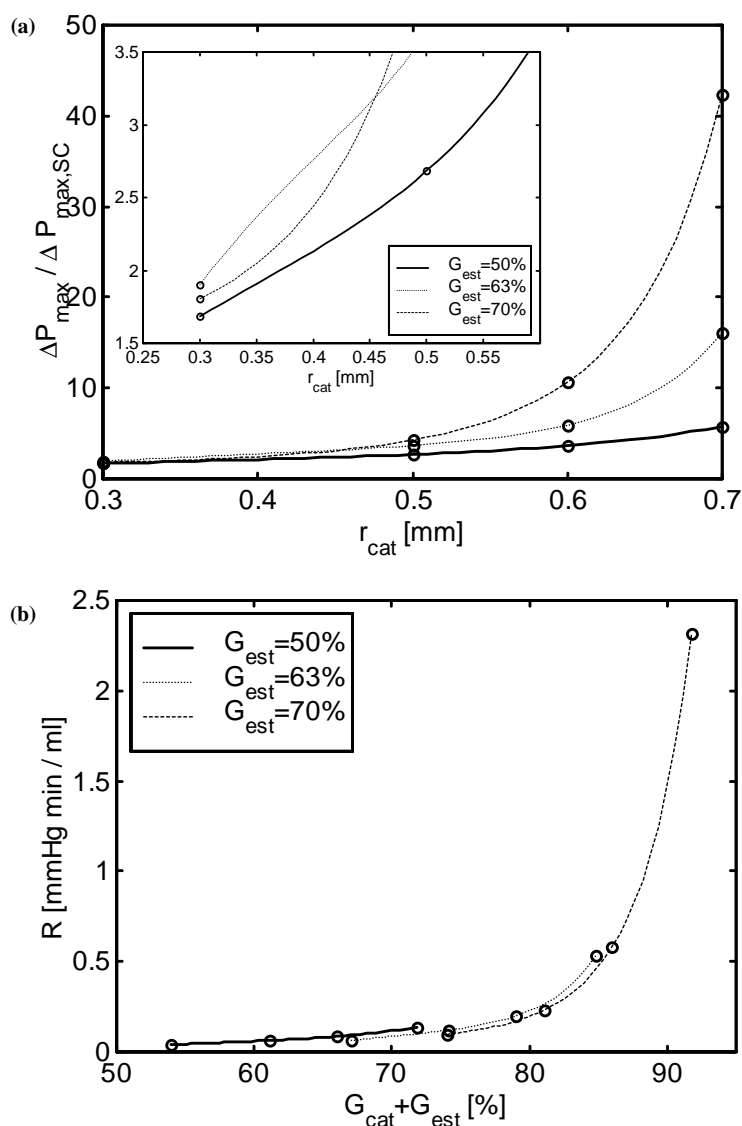 (a)
ΔP_max / ΔP_max,SC
50
40
30
20
10
0
0.3 0.4 0.5 0.6 0.7
r_cat [mm]
3.5
3
2.5
2
1.5
0.25 0.3 0.35 0.4 0.45 0.5 0.55
r_cat [mm]
G_est=50%
G_est=63%
G_est=70%
(b)
R [mmHg min / ml]
2.5
2
1.5
1
0.5
0
50 60 70 80 90
G_cat+G_est [%]
G_est=50%
G_est=63%
G_est=70%